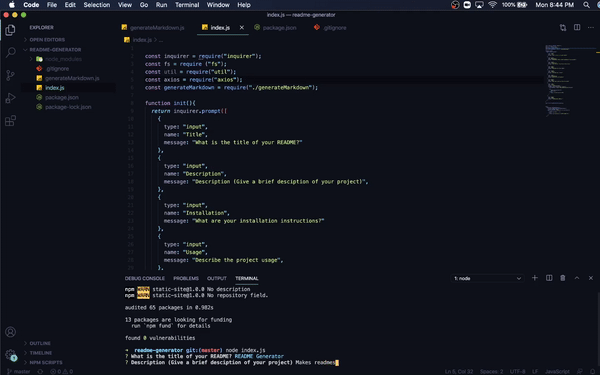 Code File Edit Selection View Go Run Terminal Window Help 100% Mon 8:44 PM
index.js — readme-generator
EXPLORER
generateMarkdown.js index.js package.json .gitignore
OPEN EDITORS
README-GENERATOR
node_modules
.gitignore
generateMarkdown.js
index.js
package.json
package-lock.json
index.js > ...
const inquirer = require("inquirer");
const fs = require ("fs");
const util = require("util");
const axios = require("axios");
const generateMarkdown = require("./generateMarkdown");
function init(){
return inquirer.prompt([
{
type: "input",
name: "Title",
message: "What is the title of your README?"
},
{
type: "input",
name: "Description",
message: "Description (Give a brief desciption of your project)",
},
{
type: "input",
name: "Installation",
message: "What are your installation instructions?"
},
{
type: "input",
name: "Usage",
message: "Describe the project usage",
},
DEBUG CONSOLE PROBLEMS OUTPUT TERMINAL 1: node
npm WARN static-site@1.0.0 No description
npm WARN static-site@1.0.0 No repository field.
audited 65 packages in 0.982s
13 packages are looking for funding
run `npm fund` for details
found 0 vulnerabilities
➜ readme-generator git:(master) node index.js
? What is the title of your README? README Generator
? Description (Give a brief desciption of your project) Makes readmes
OUTLINE
TIMELINE
NPM SCRIPTS
master 0 0 Ln 5, Col 32 Spaces: 2 UTF-8 LF JavaScript